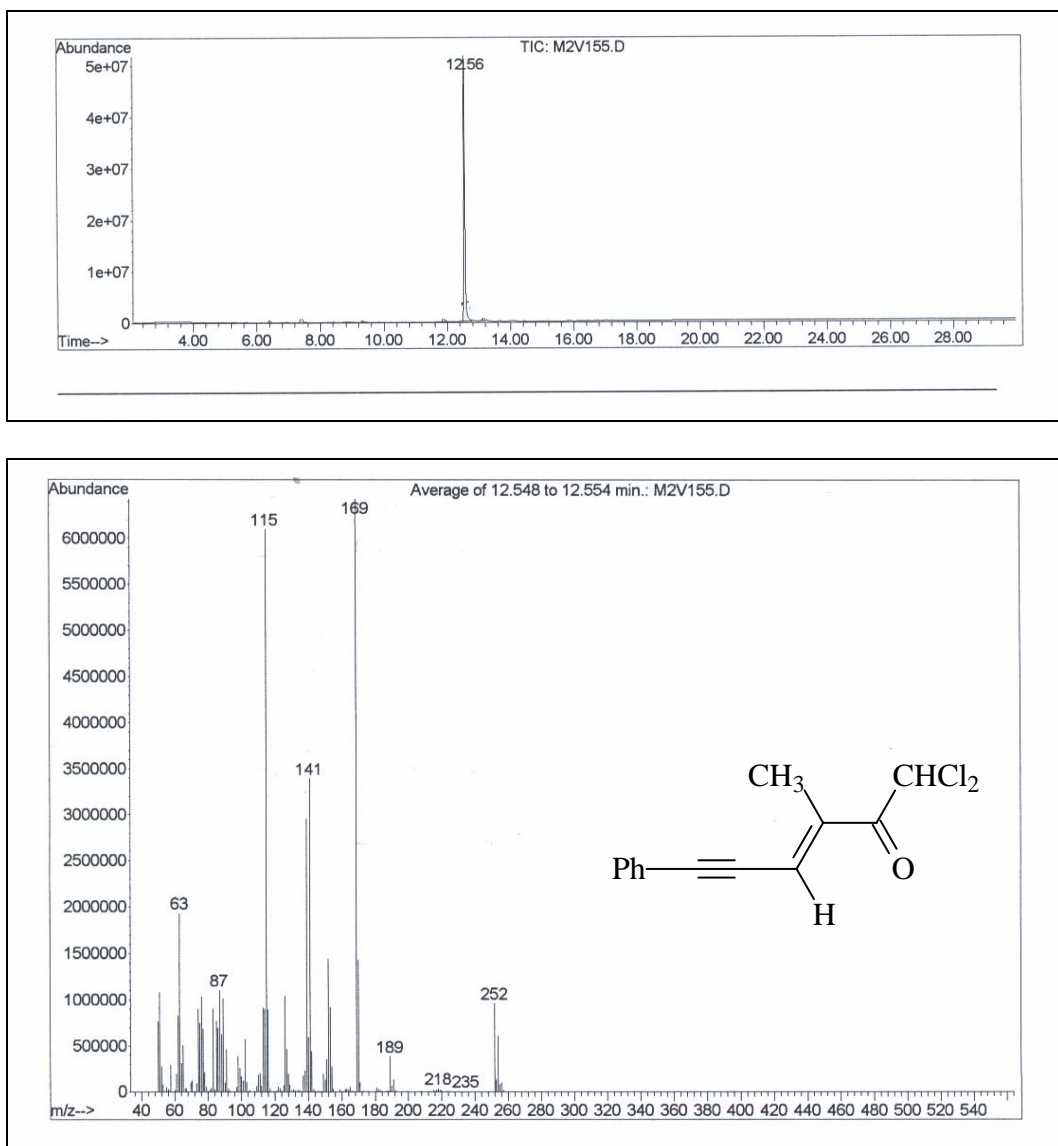 Abundance
TIC: M2V155.D
12.56
5e+07
4e+07
3e+07
2e+07
1e+07
0
Time-->
4.00 6.00 8.00 10.00 12.00 14.00 16.00 18.00 20.00 22.00 24.00 26.00 28.00
Abundance
Average of 12.548 to 12.554 min.: M2V155.D
169
115
6000000
5500000
5000000
4500000
4000000
141
3500000
3000000
2500000
2000000
63
1500000
87
1000000
252
500000
189
218 235
0
m/z-->
40 60 80 100 120 140 160 180 200 220 240 260 280 300 320 340 360 380 400 420 440 460 480 500 520 540
CH3 CHCl2
Ph O
H